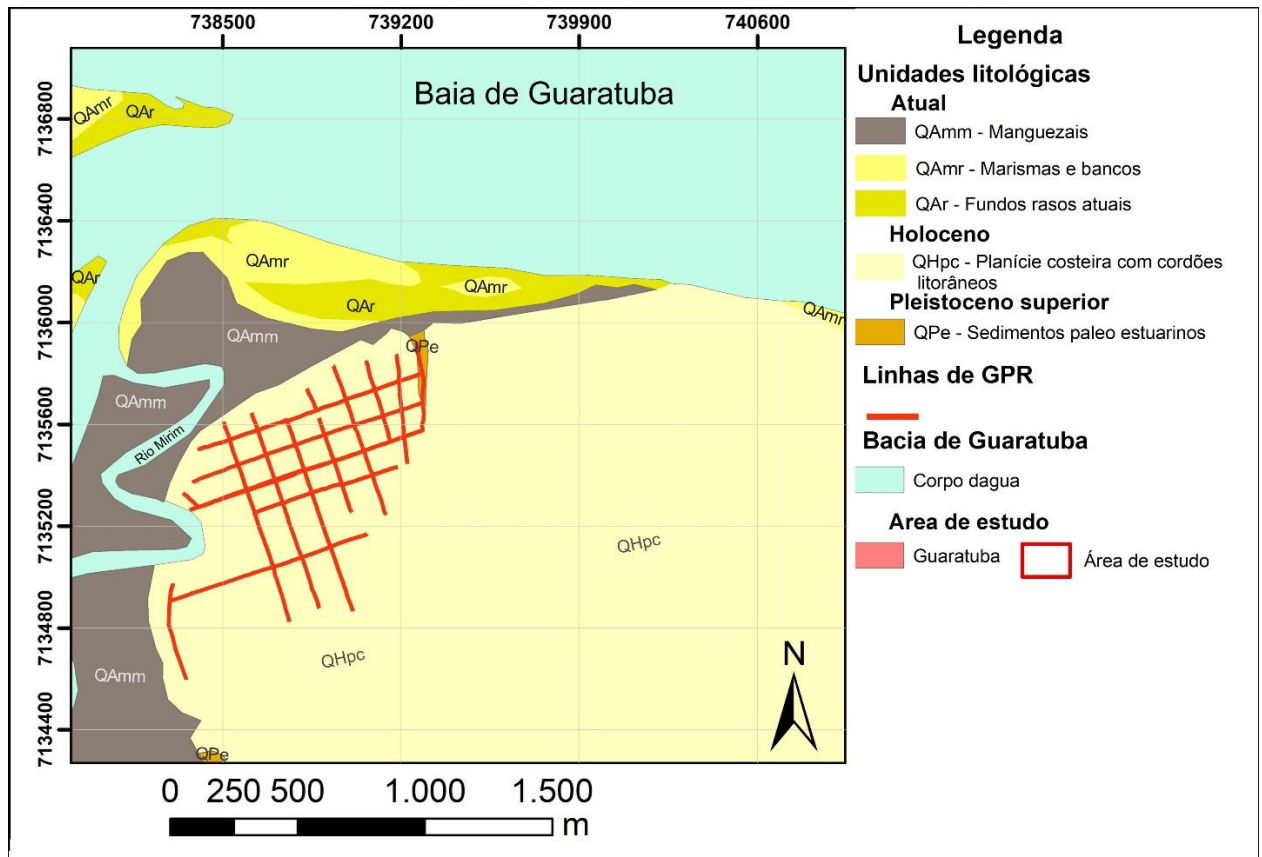 738500 739200 739900 740600
Legenda
Unidades litológicas
Atual
QAmm - Manguezais
QAmr - Marismas e bancos
QAr - Fundos rasos atuais
Holoceno
QHpc - Planície costeira com cordões
litorâneos
Pleistoceno superior
QPe - Sedimentos paleo estuarinos
Linhas de GPR
Bacia de Guaratuba
Corpo dagua
Area de estudo
Guaratuba
Área de estudo
Baia de Guaratuba
7136800
7136400
7136000
7135600
7135200
7134800
7134400
QAmr
QAr
QAr
QAmr
QAr
QAmr
QAmr
QAmm
QPe
QAmm
Rio Mirim
QHpc
QHpc
QAmm
QPe
N
0 250 500 1.000 1.500
m